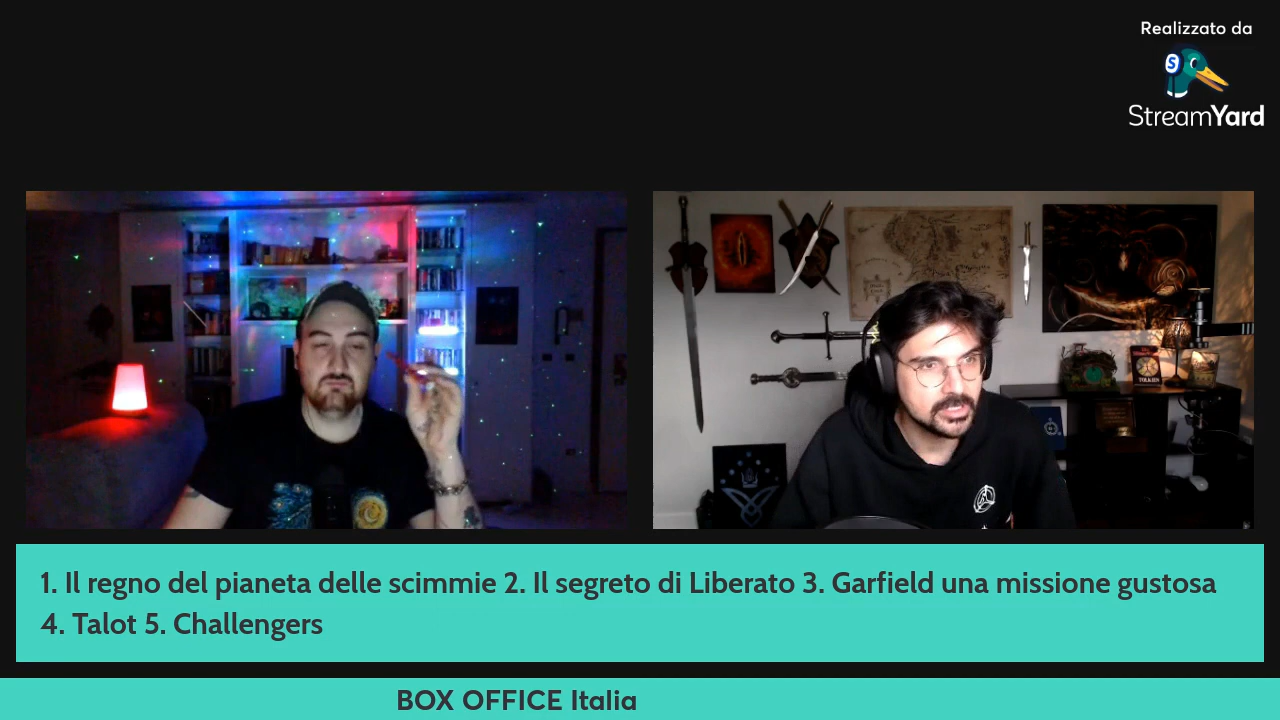 Realizzato da
S
StreamYard
TOLKIEN
1. Il regno del pianeta delle scimmie 2. Il segreto di Liberato 3. Garfield una missione gustosa
4. Talot 5. Challengers
BOX OFFICE Italia